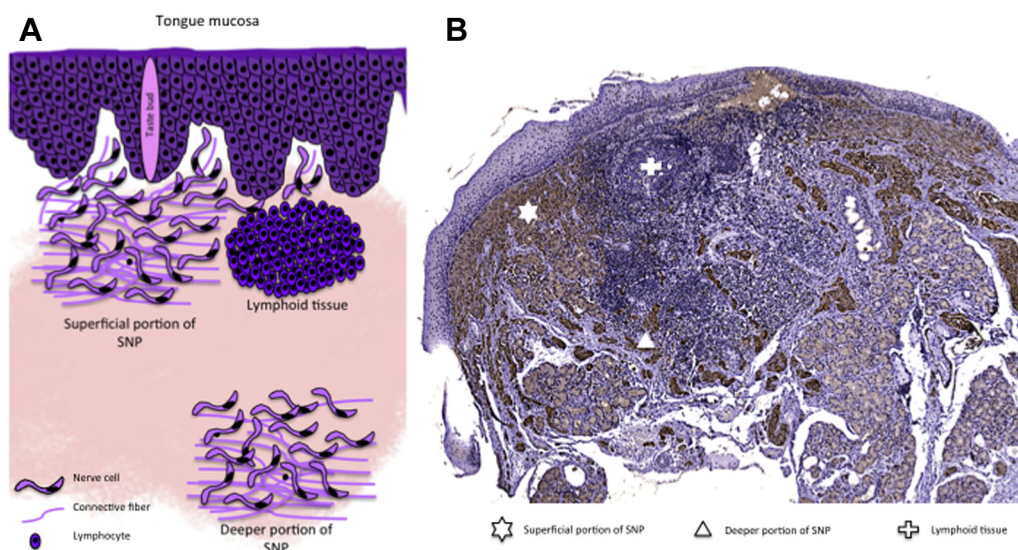 A
Tongue mucosa
Taste bud
Lymphoid tissue
Superficial portion of
SNP
Nerve cell
Connective fiber
Lymphocyte
Deeper portion of
SNP
B
Superficial portion of SNP
Deeper portion of SNP
Lymphoid tissue